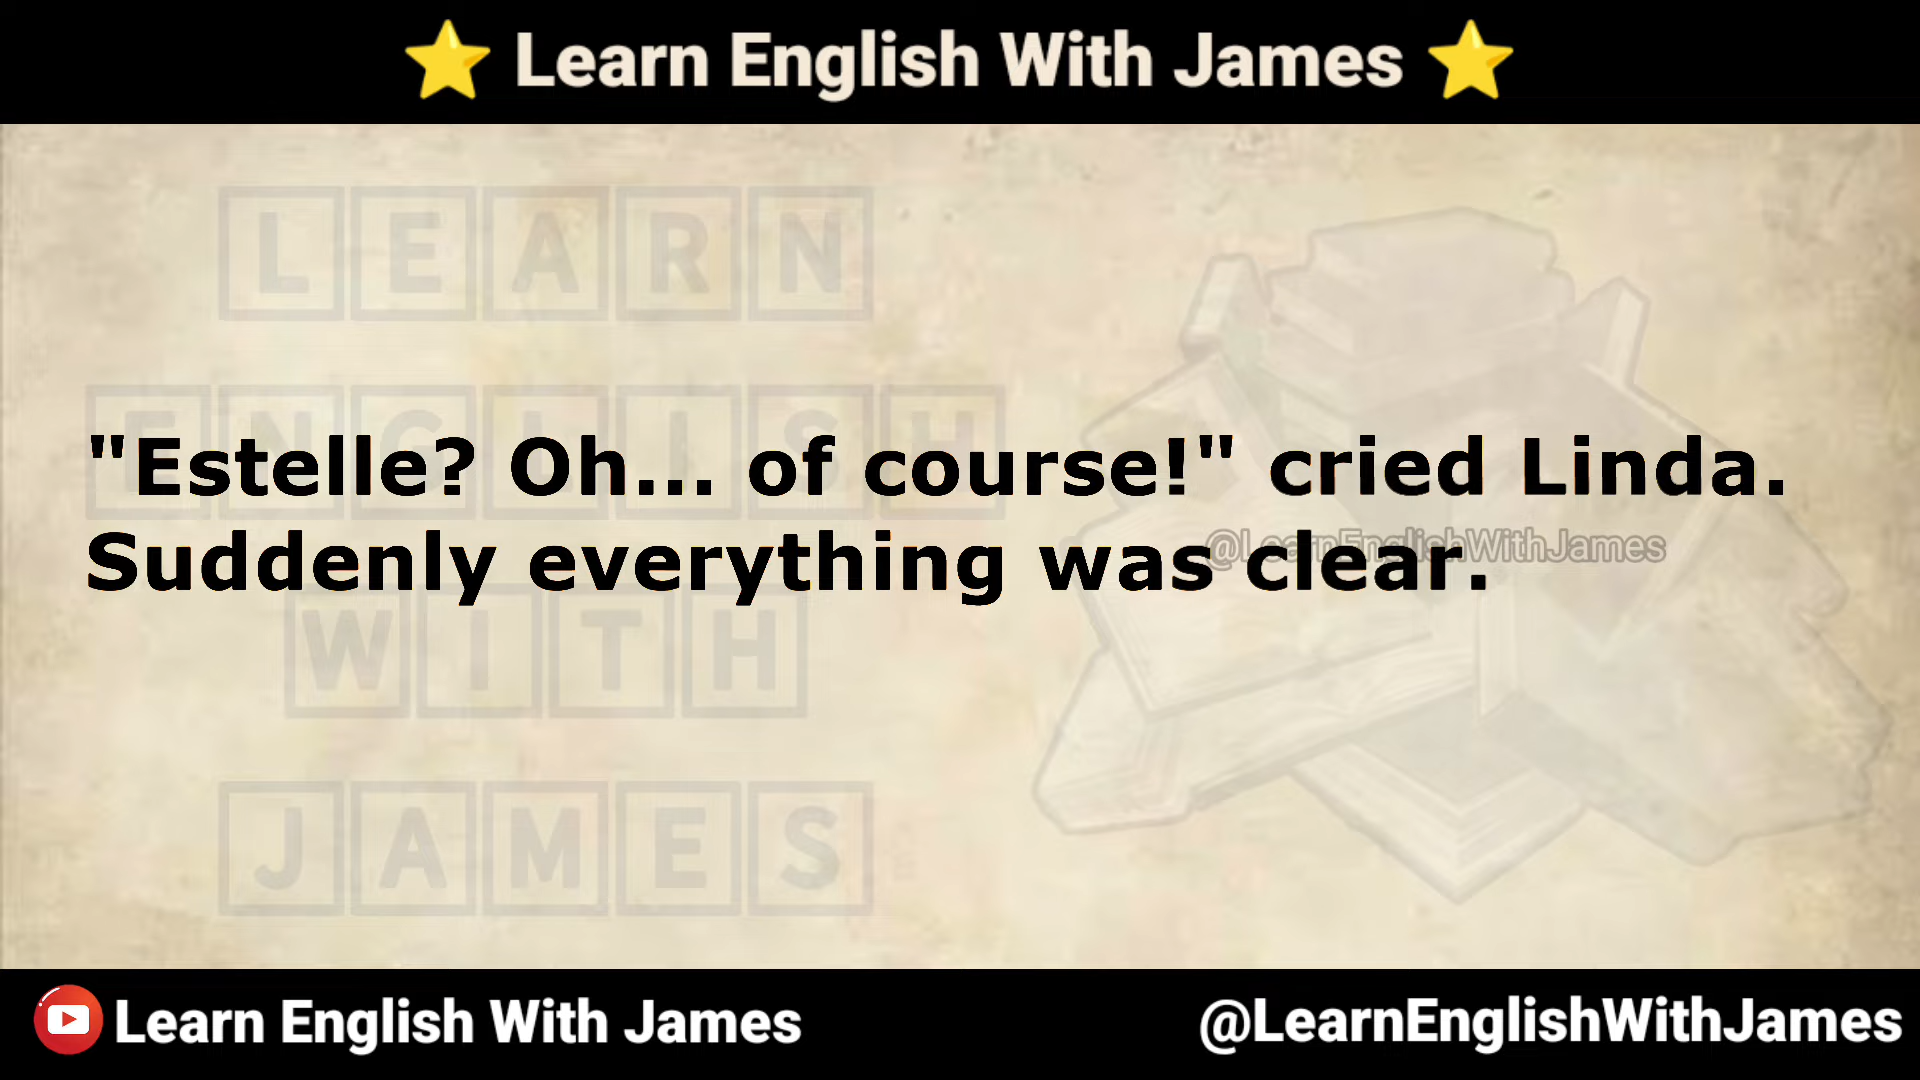 ⭐ Learn English With James ⭐
LEARN
ENGLISH
"Estelle? Oh... of course!" cried Linda.
@LearnEnglishWithJames
Suddenly everything was clear.
WITH
JAMES
Learn English With James
@LearnEnglishWithJames